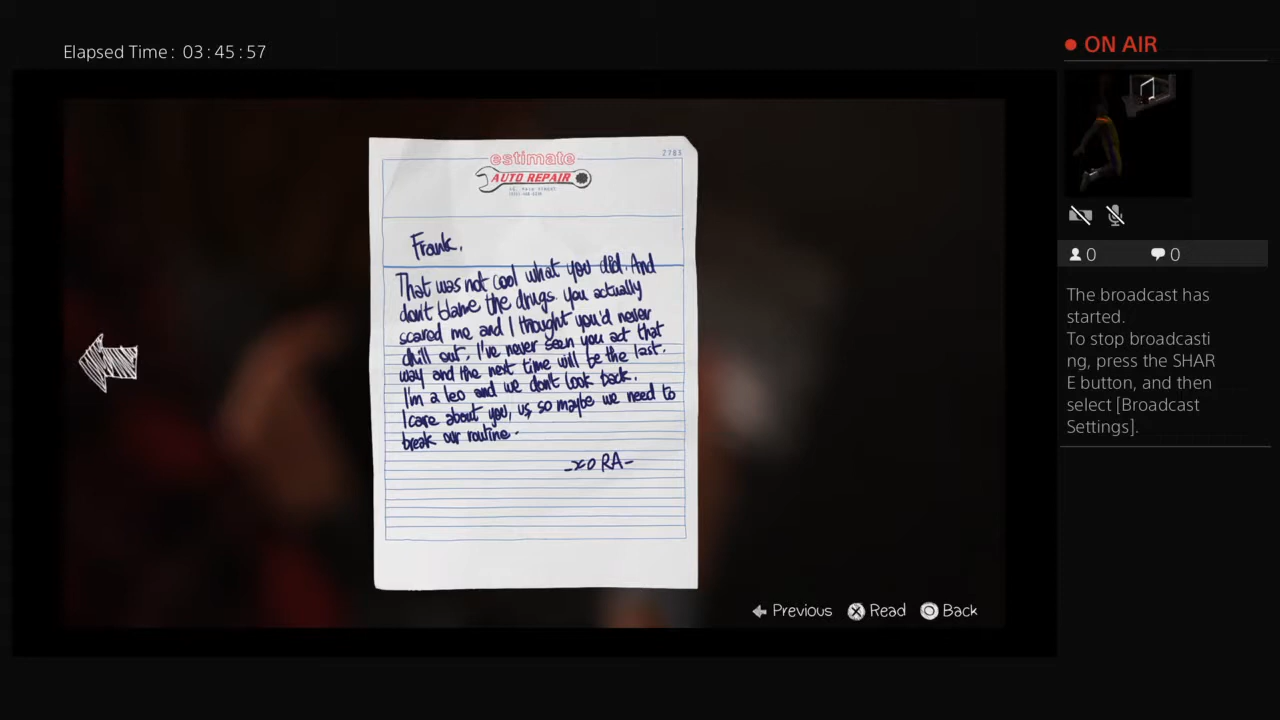 Elapsed Time: 03:45:57
ON AIR
0 0
The broadcast has
started.
To stop broadcasti
ng, press the SHAR
E button, and then
select [Broadcast
Settings].
estimate
2785
AUTO REPAIR
Frank,
That was not cool what you did. And
don't blame the drugs. You actually
scared me and I thought you'd never
chill out. I've never seen you act that
way and the next time will be the last.
I'm a leo and we don't look back.
I care about you, us, so maybe we need to
break our routine.
-xo RA-
Previous Read Back